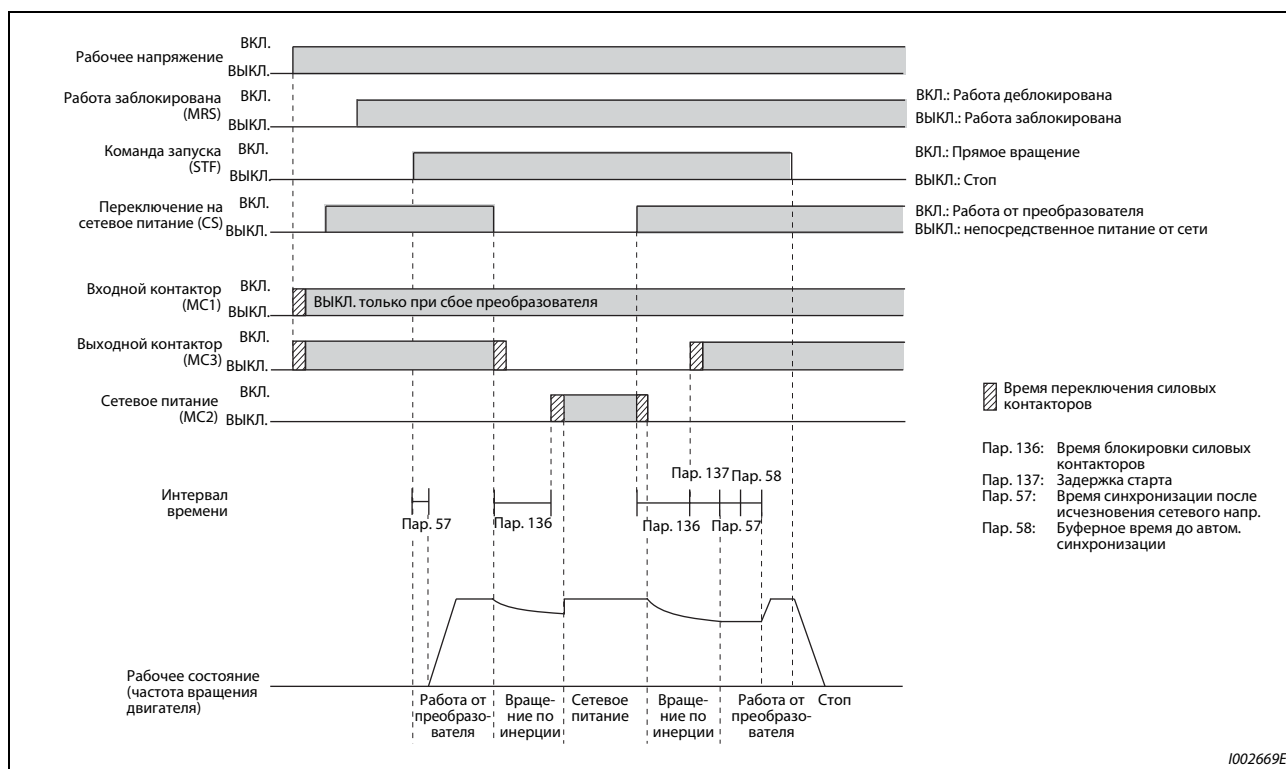 ВКЛ.
Рабочее напряжение
ВЫКЛ.
Работа заблокирована
(MRS)
ВКЛ.
ВЫКЛ.
ВКЛ.: Работа деблокирована
ВЫКЛ.: Работа заблокирована
Команда запуска
(STF)
ВКЛ.
ВЫКЛ.
ВКЛ.: Прямое вращение
ВЫКЛ.: Стоп
Переключение на
сетевое питание (CS)
ВКЛ.
ВЫКЛ.
ВКЛ.: Работа от преобразователя
ВЫКЛ.: непосредственное питание от сети
Входной контактор
(MC1)
ВКЛ.
ВЫКЛ.
ВЫКЛ. только при сбое преобразователя
Выходной контактор
(MC3)
ВКЛ.
ВЫКЛ.
Сетевое питание
(MC2)
ВКЛ.
ВЫКЛ.
Время переключения силовых
контакторов
Пар. 136: Время блокировки силовых
контакторов
Пар. 137: Задержка старта
Пар. 57: Время синхронизации после
исчезновения сетевого напр.
Пар. 58: Буферное время до автом.
синхронизации
Интервал
времени
Пар. 137 Пар. 58
Пар. 57
Пар. 136
Пар. 136
Пар. 57
Рабочее состояние
(частота вращения
двигателя)
Работа от
преобразо-
вателя
Враще-
ние по
инерции
Сетевое
питание
Враще-
ние по
инерции
Работа от
преобразо-
вателя
Стоп
I002669E